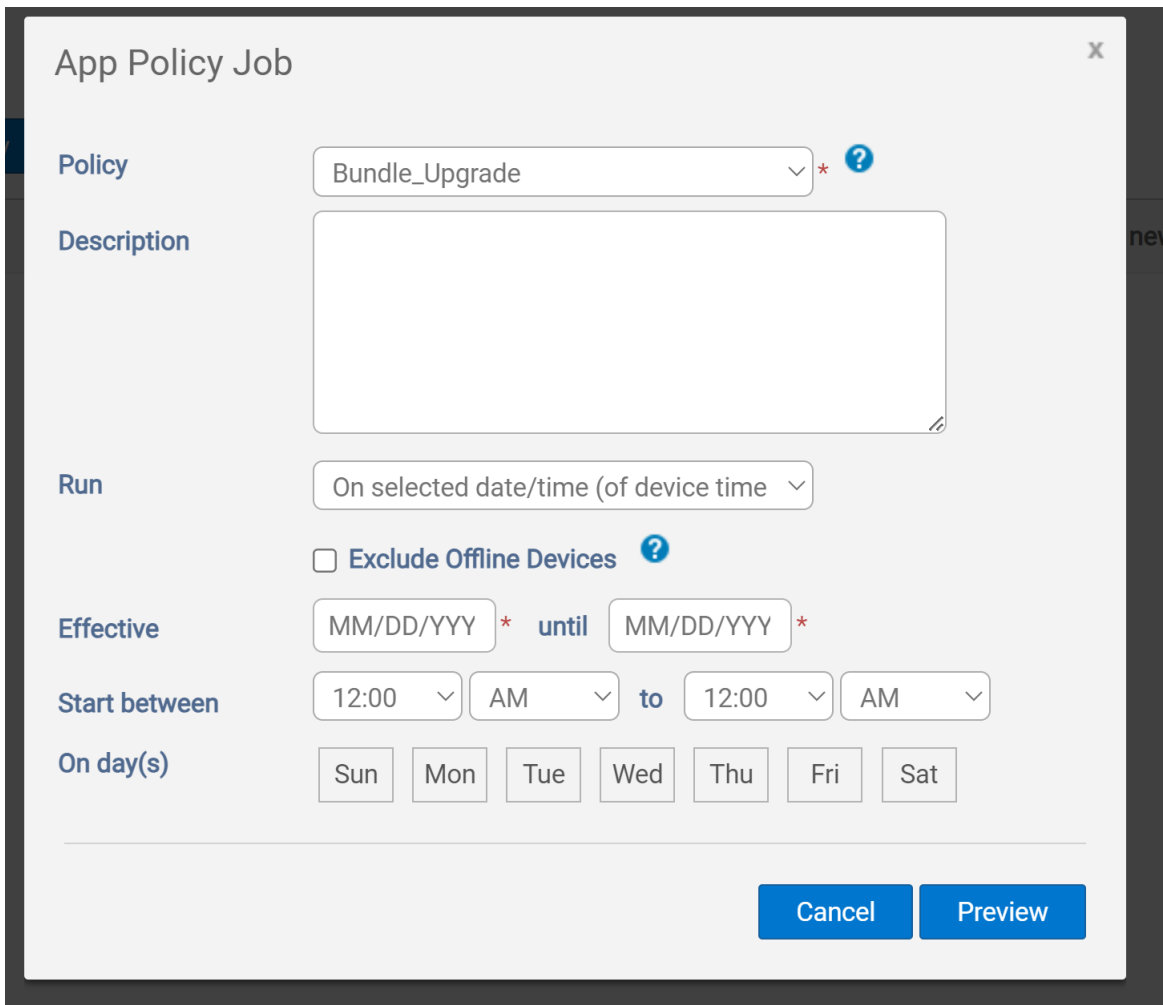 App Policy Job
x
Policy
Bundle_Upgrade
*
?
Description
new
Run
On selected date/time (of device time
Exclude Offline Devices
?
Effective
MM/DD/YYY * until MM/DD/YYY *
Start between
12:00 AM to 12:00 AM
On day(s)
Sun Mon Tue Wed Thu Fri Sat
Cancel Preview